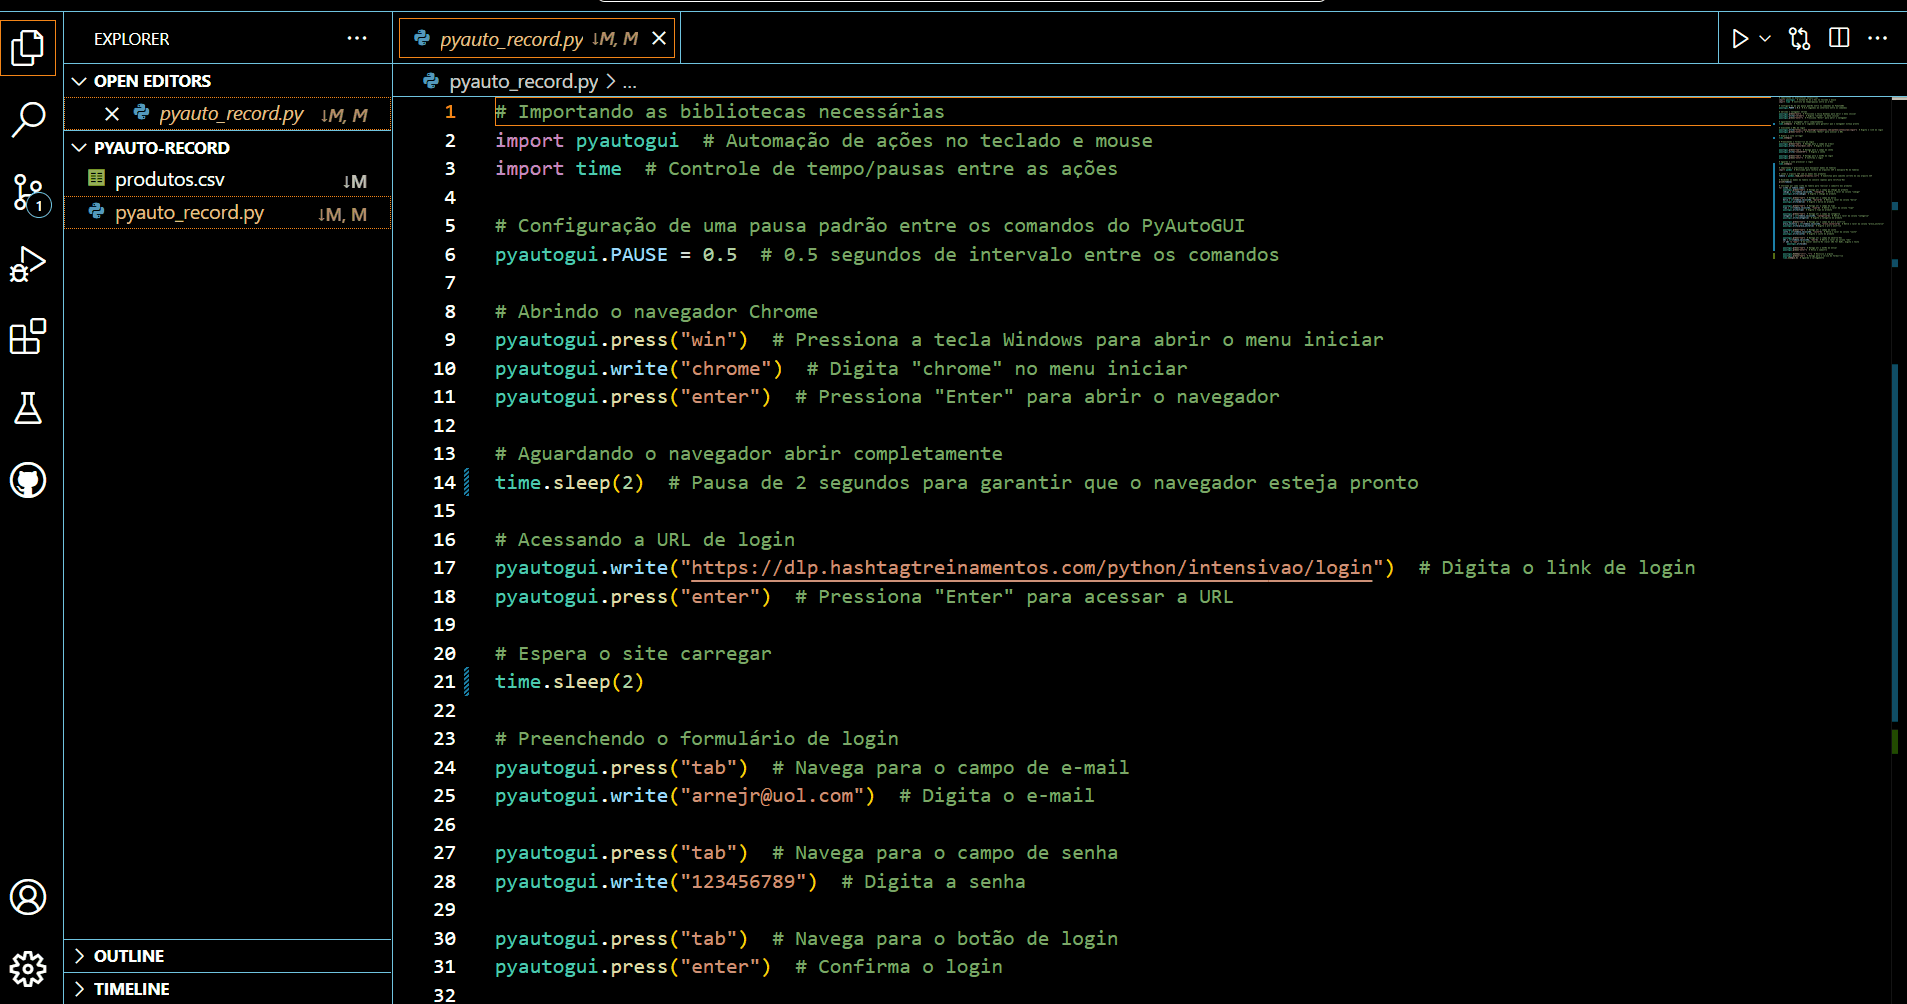 EXPLORER
OPEN EDITORS
pyauto_record.py ↓M, M
PYAUTO-RECORD
produtos.csv ↓M
pyauto_record.py ↓M, M
1
OUTLINE
TIMELINE
pyauto_record.py ↓M, M
pyauto_record.py > ...
1 # Importando as bibliotecas necessárias
2 import pyautogui  # Automação de ações no teclado e mouse
3 import time  # Controle de tempo/pausas entre as ações
4
5 # Configuração de uma pausa padrão entre os comandos do PyAutoGUI
6 pyautogui.PAUSE = 0.5  # 0.5 segundos de intervalo entre os comandos
7
8 # Abrindo o navegador Chrome
9 pyautogui.press("win")  # Pressiona a tecla Windows para abrir o menu iniciar
10 pyautogui.write("chrome")  # Digita "chrome" no menu iniciar
11 pyautogui.press("enter")  # Pressiona "Enter" para abrir o navegador
12
13 # Aguardando o navegador abrir completamente
14 time.sleep(2)  # Pausa de 2 segundos para garantir que o navegador esteja pronto
15
16 # Acessando a URL de login
17 pyautogui.write("https://dlp.hashtagtreinamentos.com/python/intensivao/login")  # Digita o link de login
18 pyautogui.press("enter")  # Pressiona "Enter" para acessar a URL
19
20 # Espera o site carregar
21 time.sleep(2)
22
23 # Preenchendo o formulário de login
24 pyautogui.press("tab")  # Navega para o campo de e-mail
25 pyautogui.write("arnejr@uol.com")  # Digita o e-mail
26
27 pyautogui.press("tab")  # Navega para o campo de senha
28 pyautogui.write("123456789")  # Digita a senha
29
30 pyautogui.press("tab")  # Navega para o botão de login
31 pyautogui.press("enter")  # Confirma o login
32